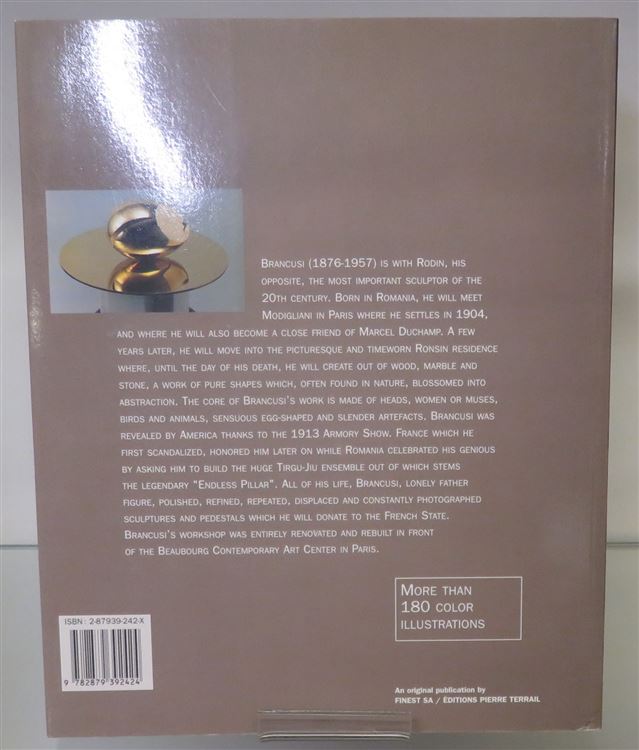 BRANCUSI (1876-1957) IS WITH RODIN, HIS
OPPOSITE, THE MOST IMPORTANT SCULPTOR OF THE
20TH CENTURY. BORN IN ROMANIA, HE WILL MEET
MODIGLIANI IN PARIS WHERE HE SETTLES IN 1904,
AND WHERE HE WILL ALSO BECOME A CLOSE FRIEND OF MARCEL DUCHAMP. A FEW
YEARS LATER, HE WILL MOVE INTO THE PICTURESQUE AND TIMEWORN RONSIN RESIDENCE
WHERE, UNTIL THE DAY OF HIS DEATH, HE WILL CREATE OUT OF WOOD, MARBLE AND
STONE, A WORK OF PURE SHAPES WHICH, OFTEN FOUND IN NATURE, BLOSSOMED INTO
ABSTRACTION. THE CORE OF BRANCUSI'S WORK IS MADE OF HEADS, WOMEN OR MUSES,
BIRDS AND ANIMALS, SENSUOUS EGG-SHAPED AND SLENDER ARTEFACTS. BRANCUSI WAS
REVEALED BY AMERICA THANKS TO THE 1913 ARMORY SHOW. FRANCE WHICH HE
FIRST SCANDALIZED, HONORED HIM LATER ON WHILE ROMANIA CELEBRATED HIS GENIOUS
BY ASKING HIM TO BUILD THE HUGE TIRGU-JIU ENSEMBLE OUT OF WHICH STEMS
THE LEGENDARY "ENDLESS PILLAR". ALL OF HIS LIFE, BRANCUSI, LONELY FATHER
FIGURE, POLISHED, REFINED, REPEATED, DISPLACED AND CONSTANTLY PHOTOGRAPHED
SCULPTURES AND PEDESTALS WHICH HE WILL DONATE TO THE FRENCH STATE.
BRANCUSI'S WORKSHOP WAS ENTIRELY RENOVATED AND REBUILT IN FRONT
OF THE BEAUBOURG CONTEMPORARY ART CENTER IN PARIS.
MORE THAN
180 COLOR
ILLUSTRATIONS
ISBN : 2-87939-242-X
9 782879 392424
An original publication by
FINEST SA / ÉDITIONS PIERRE TERRAIL